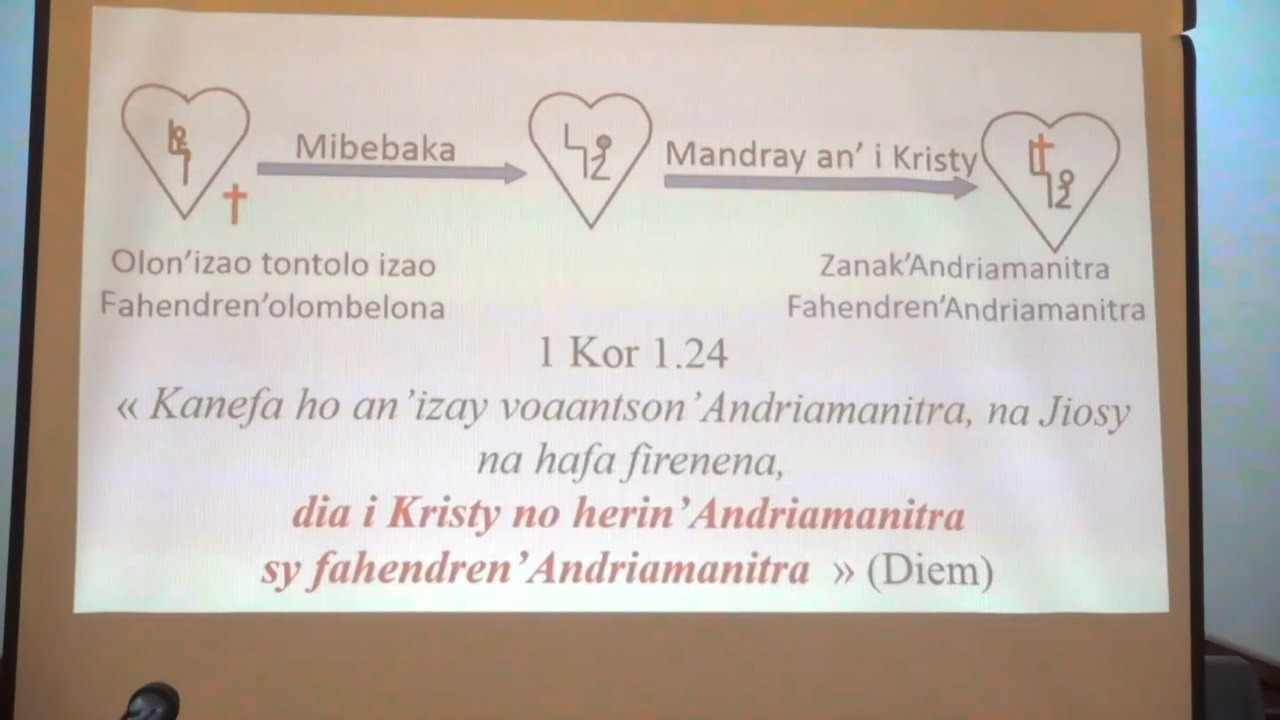 Mibebaka
Mandray an’ i Kristy
Olon’izao tontolo izao
Fahendren’olombelona
Zanak’Andriamanitra
Fahendren’Andriamanitra
1 Kor 1.24
« Kanefa ho an’izay voaantson’Andriamanitra, na Jiosy
na hafa firenena,
dia i Kristy no herin’Andriamanitra
sy fahendren’Andriamanitra » (Diem)